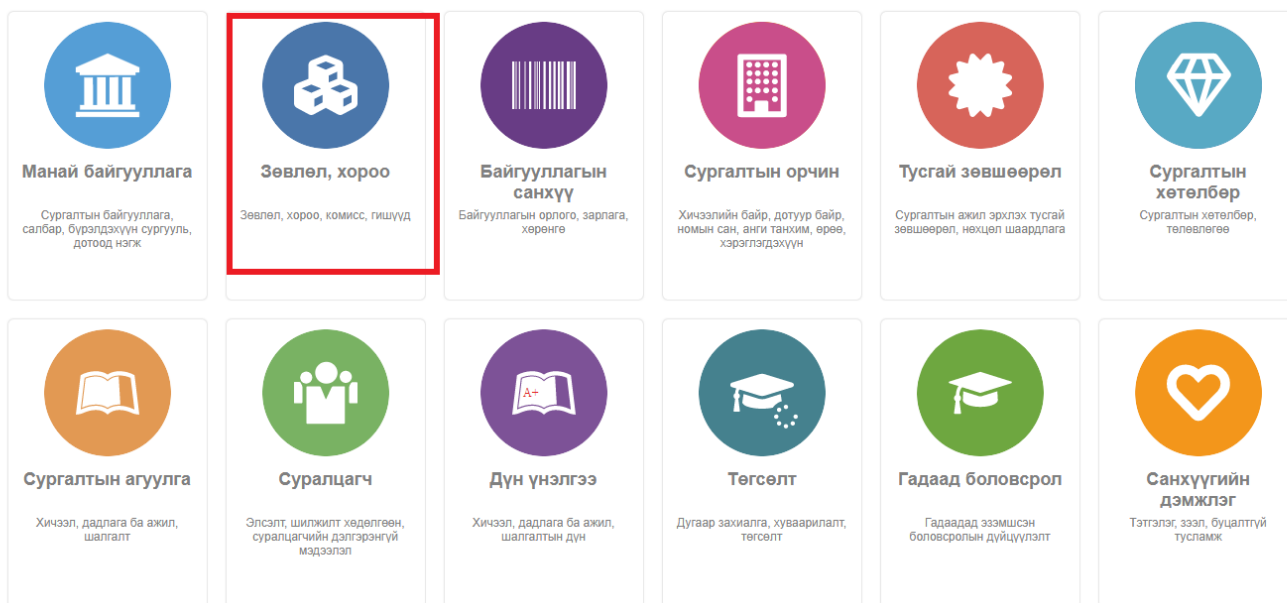 Манай байгууллага
Сургалтын байгууллага,
салбар, бүрэлдэхүүн сургууль,
дотоод нэгж
Зөвлөл, хороо
Зөвлөл, хороо, комисс, гишүүд
Байгууллагын
санхүү
Байгууллагын орлого, зарлага,
хөрөнгө
Сургалтын орчин
Хичээлийн байр, дотуур байр,
номын сан, анги танхим, өрөө,
хэрэглэгдэхүүн
Тусгай зөвшөөрөл
Сургалтын ажил эрхлэх тусгай
зөвшөөрөл, нөхцөл шаардлага
Сургалтын
хөтөлбөр
Сургалтын хөтөлбөр,
төлөвлөгөө
Сургалтын агуулга
Хичээл, дадлага ба ажил,
шалгалт
Суралцагч
Элсэлт, шилжилт хөдөлгөөн,
суралцагчийн дэлгэрэнгүй
мэдээлэл
A+
Дүн үнэлгээ
Хичээл, дадлага ба ажил,
шалгалтын дүн
Төгсөлт
Дугаар захиалга, хуваарилалт,
төгсөлт
Гадаад боловсрол
Гадаадад эзэмшсэн
боловсролын дүйцүүлэлт
Санхүүгийн
дэмжлэг
Тэтгэлэг, зээл, буцалтгүй
тусламж